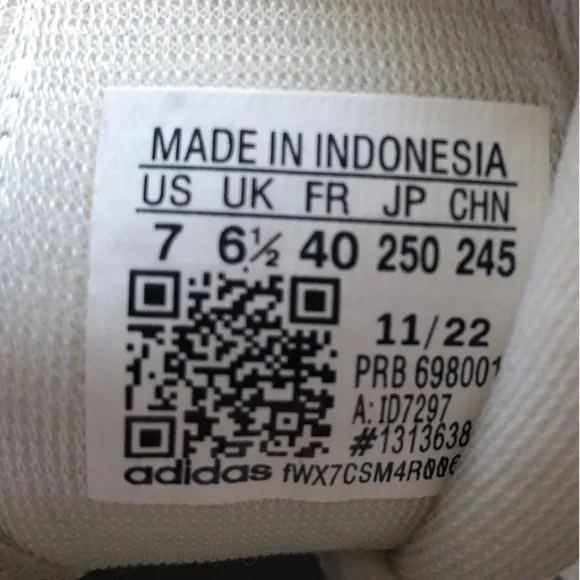 MADE IN INDONESIA
US UK FR JP CHN
7 6½ 40 250 245
11/22
PRB 698001
A: ID7297
#1313638
adidas fWX7CSM4R006